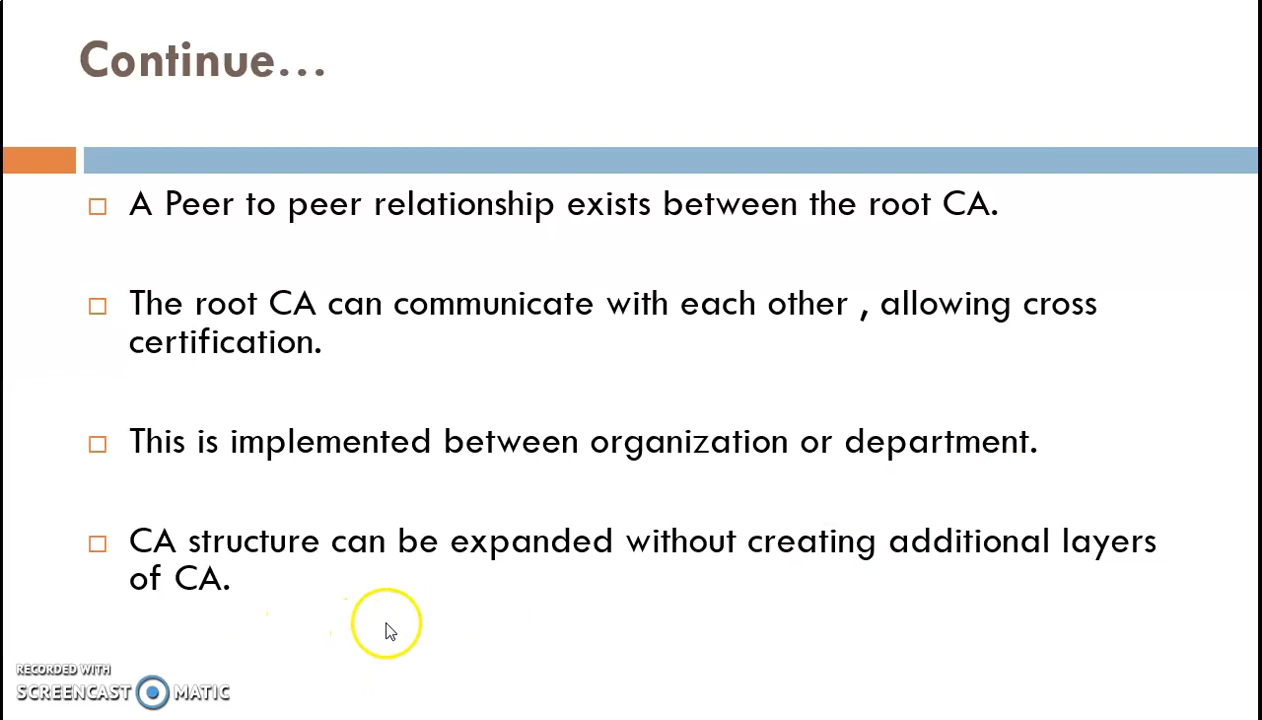 Continue...
A Peer to peer relationship exists between the root CA.
The root CA can communicate with each other , allowing cross
certification.
This is implemented between organization or department.
CA structure can be expanded without creating additional layers
of CA.
RECORDED WITH
SCREENCAST MATIC